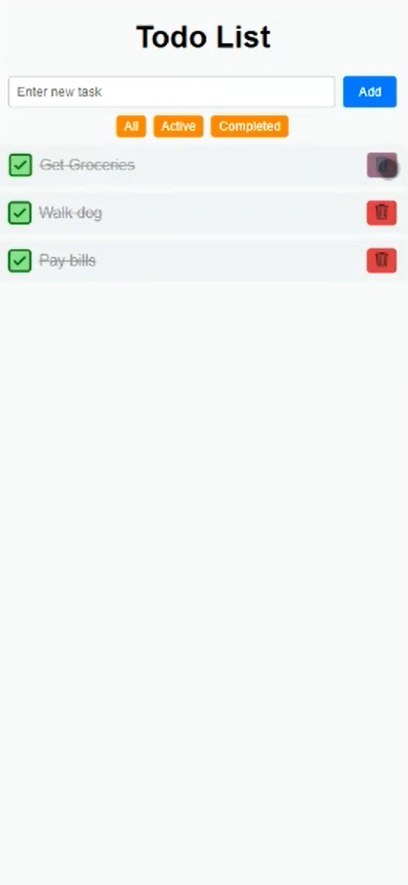 Todo List
Enter new task Add
All Active Completed
Get Groceries
Walk dog
Pay bills